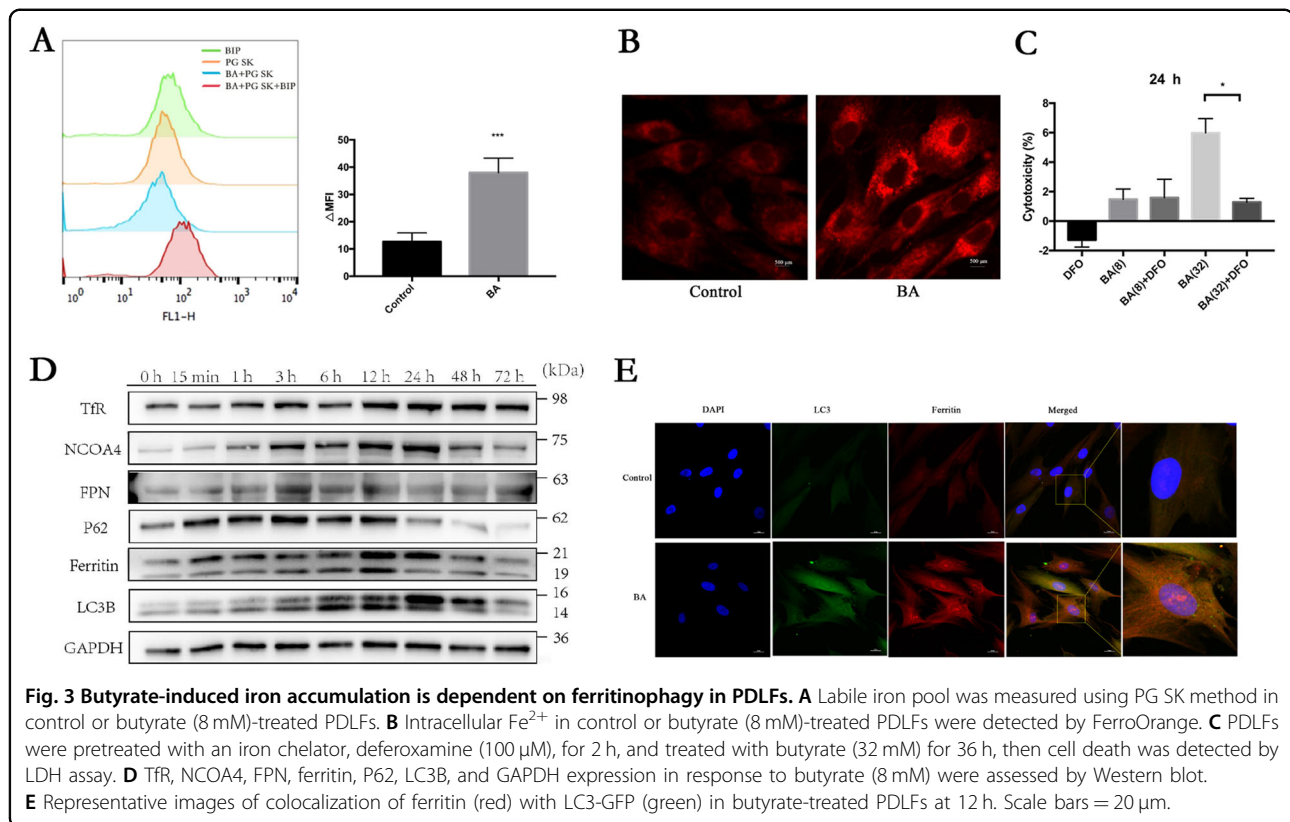 A
BIP
PG SK
BA+PG SK
BA+PG SK+BIP
10⁰ 10¹ 10² 10³ 10⁴
FL1-H
***
50
40
30
20
10
0
△MFI
Control
BA
B
500 μm
500 μm
Control
BA
C
24 h
*
8
6
4
2
0
-2
Cytotoxicity (%)
DFO
BA(8)
BA(8)+DFO
BA(32)
BA(32)+DFO
D
0 h 15 min 1 h 3 h 6 h 12 h 24 h 48 h 72 h (kDa)
TfR
98
NCOA4
75
FPN
63
P62
62
Ferritin
21
19
LC3B
16
14
GAPDH
36
E
DAPI LC3 Ferritin Merged
Control
BA
Fig. 3 Butyrate-induced iron accumulation is dependent on ferritinophagy in PDLFs. A Labile iron pool was measured using PG SK method in
control or butyrate (8 mM)-treated PDLFs. B Intracellular Fe²⁺ in control or butyrate (8 mM)-treated PDLFs were detected by FerroOrange. C PDLFs
were pretreated with an iron chelator, deferoxamine (100 μM), for 2 h, and treated with butyrate (32 mM) for 36 h, then cell death was detected by
LDH assay. D TfR, NCOA4, FPN, ferritin, P62, LC3B, and GAPDH expression in response to butyrate (8 mM) were assessed by Western blot.
E Representative images of colocalization of ferritin (red) with LC3-GFP (green) in butyrate-treated PDLFs at 12 h. Scale bars = 20 μm.